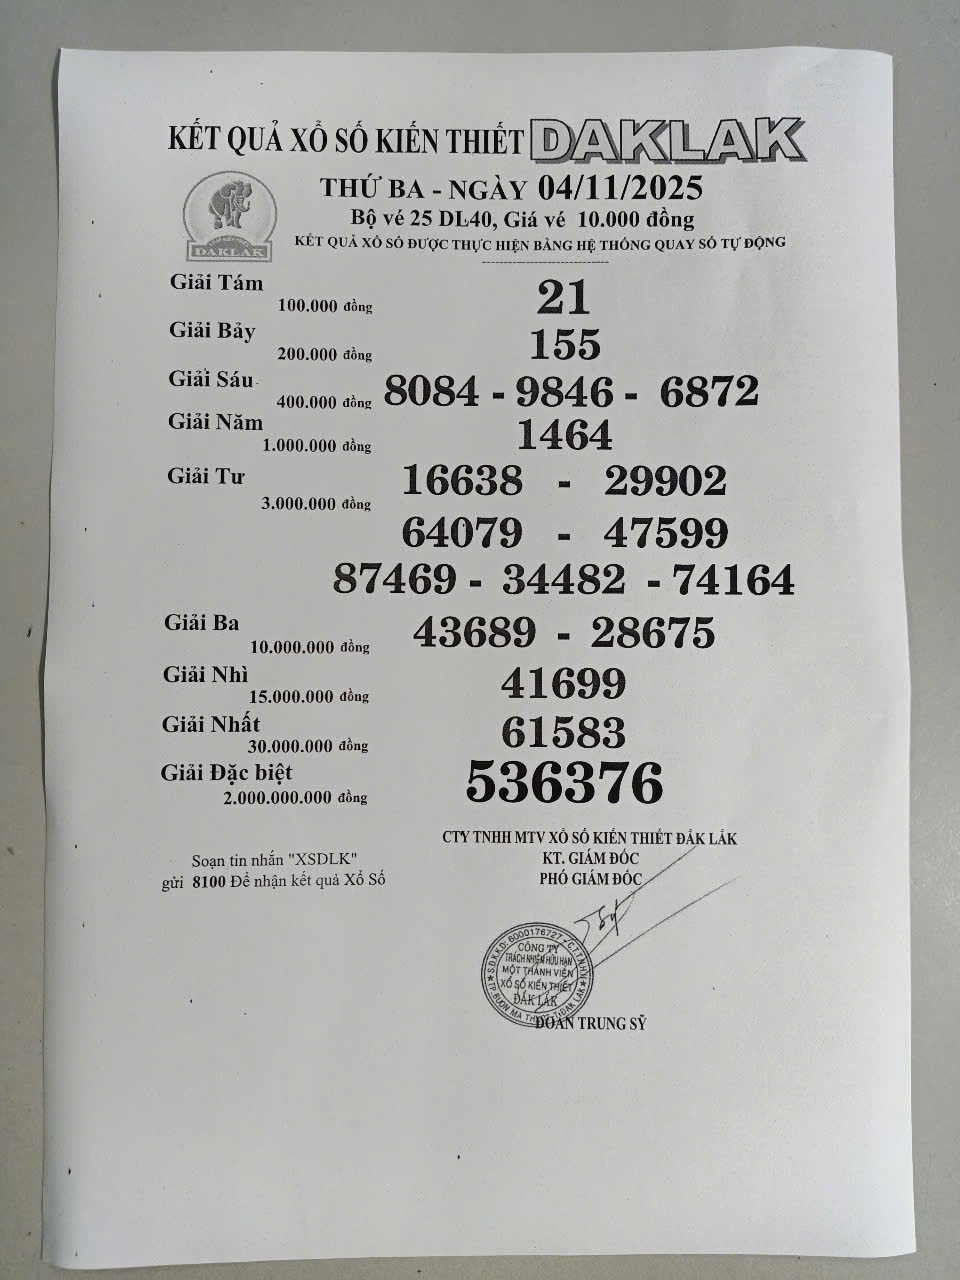 KẾT QUẢ XỔ SỐ KIẾN THIẾT DAKLAK
THỨ BA - NGÀY 04/11/2025
Bộ vé 25 DL40, Giá vé 10.000 đồng
KẾT QUẢ XỔ SỐ ĐƯỢC THỰC HIỆN BẰNG HỆ THỐNG QUAY SỐ TỰ ĐỘNG
DAKLAK
Giải Tám
100.000 đồng 21
Giải Bảy
200.000 đồng 155
Giải Sáu
400.000 đồng 8084 - 9846 - 6872
Giải Năm
1.000.000 đồng 1464
Giải Tư 16638 - 29902
3.000.000 đồng
64079 - 47599
87469 - 34482 - 74164
Giải Ba
10.000.000 đồng 43689 - 28675
Giải Nhì
15.000.000 đồng 41699
Giải Nhất
30.000.000 đồng 61583
Giải Đặc biệt
2.000.000.000 đồng 536376
CTY TNHH MTV XỔ SỐ KIẾN THIẾT ĐẮK LẮK
KT. GIÁM ĐỐC
PHÓ GIÁM ĐỐC
Soạn tin nhắn "XSDLK"
gửi 8100 Để nhận kết quả Xổ Số
S.Đ.K.K.D: 6000176727 - C.T.T.N.H.H
CÔNG TY
TRÁCH NHIỆM HỮU HẠN
MỘT THÀNH VIÊN
XỔ SỐ KIẾN THIẾT
ĐẮK LẮK
ĐOÀN TRUNG SỸ